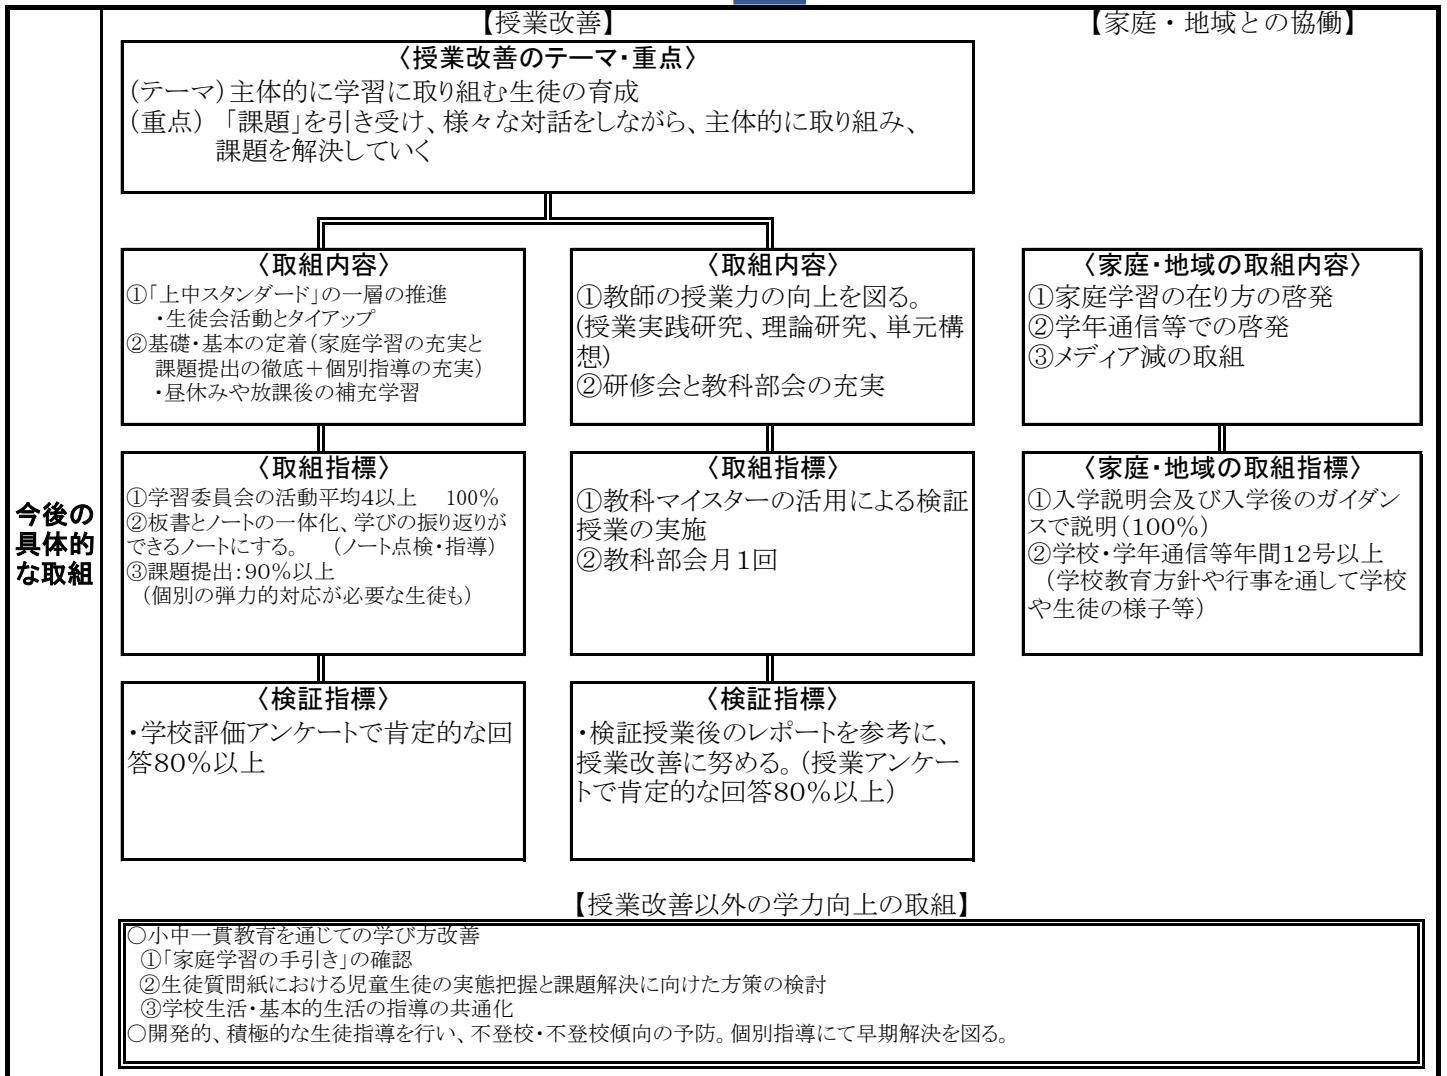 【授業改善】
【家庭・地域との協働】
〈授業改善のテーマ・重点〉
(テーマ)主体的に学習に取り組む生徒の育成
(重点) 「課題」を引き受け、様々な対話をしながら、主体的に取り組み、
課題を解決していく
〈取組内容〉
①「上中スタンダード」の一層の推進
・生徒会活動とタイアップ
②基礎・基本の定着(家庭学習の充実と
課題提出の徹底+個別指導の充実)
・昼休みや放課後の補充学習
〈取組内容〉
①教師の授業力の向上を図る。
(授業実践研究、理論研究、単元構
想)
②研修会と教科部会の充実
〈家庭・地域の取組内容〉
①家庭学習の在り方の啓発
②学年通信等での啓発
③メディア減の取組
今後の
具体的
な取組
〈取組指標〉
①学習委員会の活動平均4以上 100%
②板書とノートの一体化、学びの振り返りが
できるノートにする。 (ノート点検・指導)
③課題提出:90%以上
(個別の弾力的対応が必要な生徒も)
〈取組指標〉
①教科マイスターの活用による検証
授業の実施
②教科部会月1回
〈家庭・地域の取組指標〉
①入学説明会及び入学後のガイダン
スで説明(100%)
②学校・学年通信等年間12号以上
(学校教育方針や行事を通して学校
や生徒の様子等)
〈検証指標〉
・学校評価アンケートで肯定的な回
答80%以上
〈検証指標〉
・検証授業後のレポートを参考に、
授業改善に努める。(授業アンケー
トで肯定的な回答80%以上)
【授業改善以外の学力向上の取組】
○小中一貫教育を通じての学び方改善
①「家庭学習の手引き」の確認
②生徒質問紙における児童生徒の実態把握と課題解決に向けた方策の検討
③学校生活・基本的生活の指導の共通化
○開発的、積極的な生徒指導を行い、不登校・不登校傾向の予防。個別指導にて早期解決を図る。